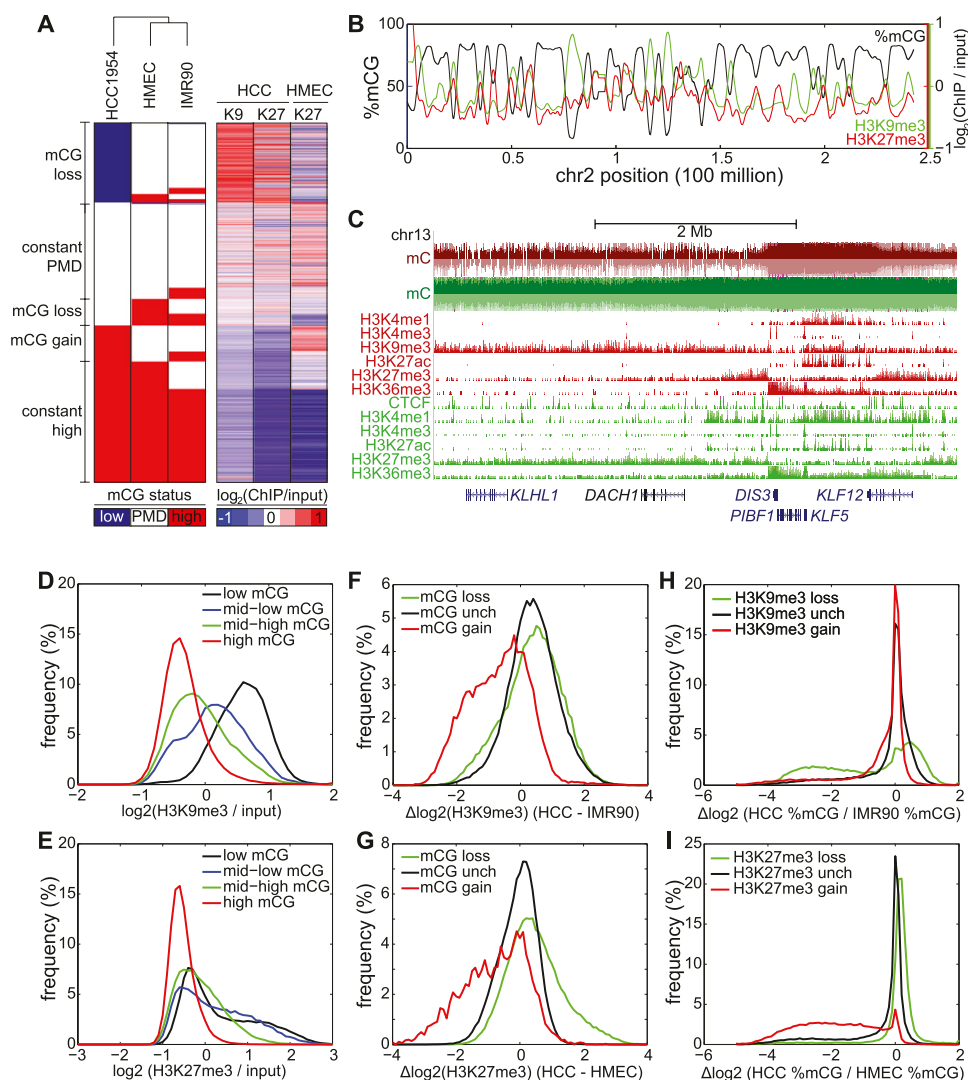 A
HCC1954
HMEC
IMR90
HCC HMEC
K9 K27 K27
mCG loss
constant PMD
mCG loss
mCG gain
constant high
mCG status
low PMD high
log2(ChIP/input)
-1 0 1
B
%mCG
100
50
0
%mCG
H3K9me3
H3K27me3
1
0
−1
log2(ChIP / input)
0 0.5 1 1.5 2 2.5
chr2 position (100 million)
C
2 Mb
chr13
mC
mC
H3K4me1
H3K4me3
H3K9me3
H3K27ac
H3K27me3
H3K36me3
CTCF
H3K4me1
H3K4me3
H3K27ac
H3K27me3
H3K36me3
KLHL1 DACH1 DIS3 KLF12
PIBF1 KLF5
D
frequency (%)
20
15
10
5
0
low mCG
mid-low mCG
mid−high mCG
high mCG
−2 −1 0 1 2
log2(H3K9me3 / input)
F
frequency (%)
6
5
4
3
2
1
0
mCG loss
mCG unch
mCG gain
−4 −2 0 2 4
Δlog2(H3K9me3) (HCC - IMR90)
H
frequency (%)
20
15
10
5
0
H3K9me3 loss
H3K9me3 unch
H3K9me3 gain
−6 −4 −2 0 2
Δlog2 (HCC %mCG / IMR90 %mCG)
E
frequency (%)
20
15
10
5
0
low mCG
mid−low mCG
mid−high mCG
high mCG
−3 −2 −1 0 1 2 3
log2 (H3K27me3 / input)
G
frequency (%)
8
6
4
2
0
mCG loss
mCG unch
mCG gain
−4 −2 0 2 4
Δlog2(H3K27me3) (HCC - HMEC)
I
frequency (%)
25
20
15
10
5
0
H3K27me3 loss
H3K27me3 unch
H3K27me3 gain
−6 −4 −2 0 2
Δlog2 (HCC %mCG / HMEC %mCG)